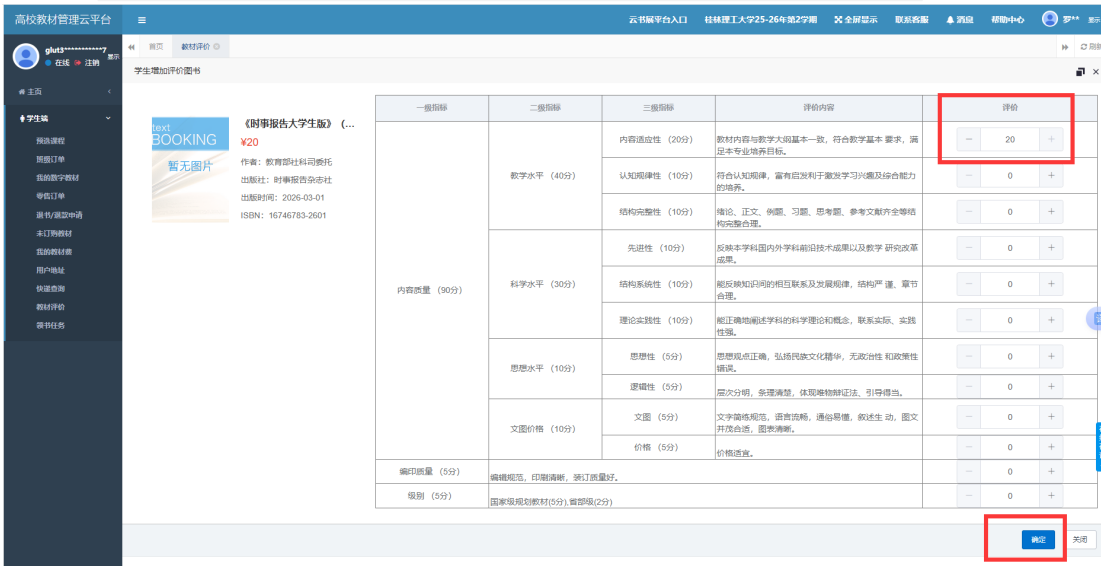 高校教材管理云平台
云书展平台入口 桂林理工大学25-26年第2学期 全屏显示 联系客服 消息 帮助中心 罗** 显示
glut3***********7 显示
在线 注销
首页 教材评价
刷新
学生增加评价图书
主页
学生端
预选课程
班级订单
我的数字教材
零售订单
退书/退款申请
未订购教材
我的教材费
用户地址
快递查询
教材评价
领书任务
text
BOOKING
暂无图片
《时事报告大学生版》（...
¥20
作者：教育部社科司委托
出版社：时事报告杂志社
出版时间：2026-03-01
ISBN：16746783-2601
一级指标 二级指标 三级指标 评价内容 评价
内容质量（90分）
教学水平（40分）
内容适应性（20分） 教材内容与教学大纲基本一致，符合教学基本 要求，满
足本专业培养目标。
－ 20 +
认知规律性（10分） 符合认知规律，富有启发利于激发学习兴趣及综合能力
的培养。
－ 0 +
结构完整性（10分） 绪论、正文、例题、习题、思考题、参考文献齐全等结
构完整合理。
－ 0 +
科学水平（30分）
先进性（10分） 反映本学科国内外学科前沿技术成果以及教学 研究改革
成果。
－ 0 +
结构系统性（10分） 能反映知识间的相互联系及发展规律，结构严 谨、章节
合理。
－ 0 +
理论实践性（10分） 能正确地阐述学科的科学理论和概念，联系实际、实践
性强。
－ 0 +
思想水平（10分）
思想性（5分） 思想观点正确，弘扬民族文化精华，无政治性 和政策性
错误。
－ 0 +
逻辑性（5分） 层次分明，条理清楚，体现唯物辩证法、引导得当。
－ 0 +
文图价格（10分）
文图（5分） 文字简练规范，语言流畅，通俗易懂，叙述生 动，图文
并茂合适，图表清晰。
－ 0 +
价格（5分） 价格适宜。
－ 0 +
编印质量（5分） 编辑规范，印刷清晰，装订质量好。
－ 0 +
级别（5分） 国家级规划教材(5分),省部级(2分)
－ 0 +
确定 关闭